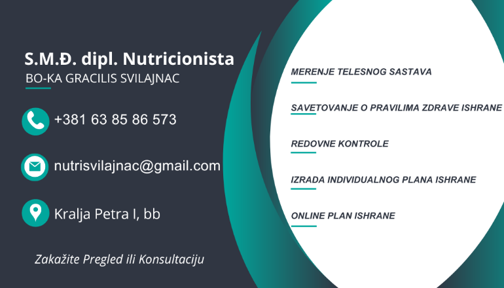 S.M.Đ. dipl. Nutricionista
BO-KA GRACILIS SVILAJNAC
+381 63 85 86 573
nutrisvilajnac@gmail.com
Kralja Petra I, bb
Zakažite Pregled ili Konsultaciju
MERENJE TELESNOG SASTAVA
SAVETOVANJE O PRAVILIMA ZDRAVE ISHRANE
REDOVNE KONTROLE
IZRADA INDIVIDUALNOG PLANA ISHRANE
ONLINE PLAN ISHRANE